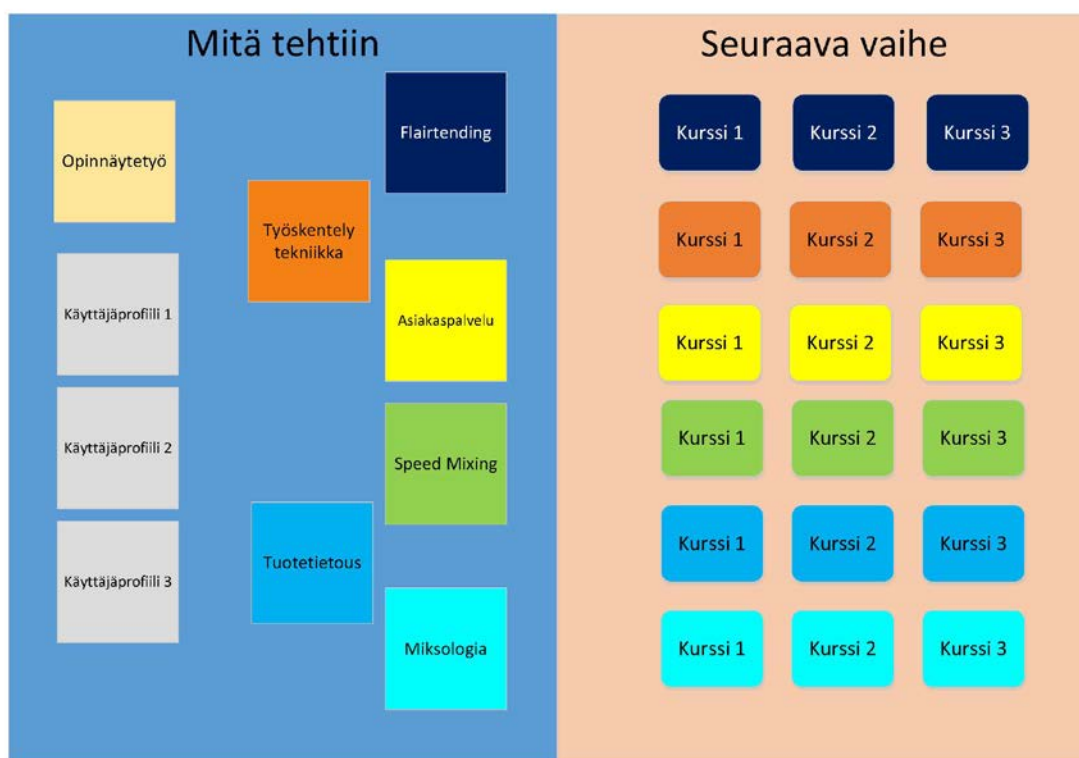 Mitä tehtiin
Opinnäytetyö
Käyttäjäprofiili 1
Käyttäjäprofiili 2
Käyttäjäprofiili 3
Työskentely
tekniikka
Tuotetietous
Flairtending
Asiakaspalvelu
Speed Mixing
Miksologia
Seuraava vaihe
Kurssi 1
Kurssi 2
Kurssi 3
Kurssi 1
Kurssi 2
Kurssi 3
Kurssi 1
Kurssi 2
Kurssi 3
Kurssi 1
Kurssi 2
Kurssi 3
Kurssi 1
Kurssi 2
Kurssi 3
Kurssi 1
Kurssi 2
Kurssi 3